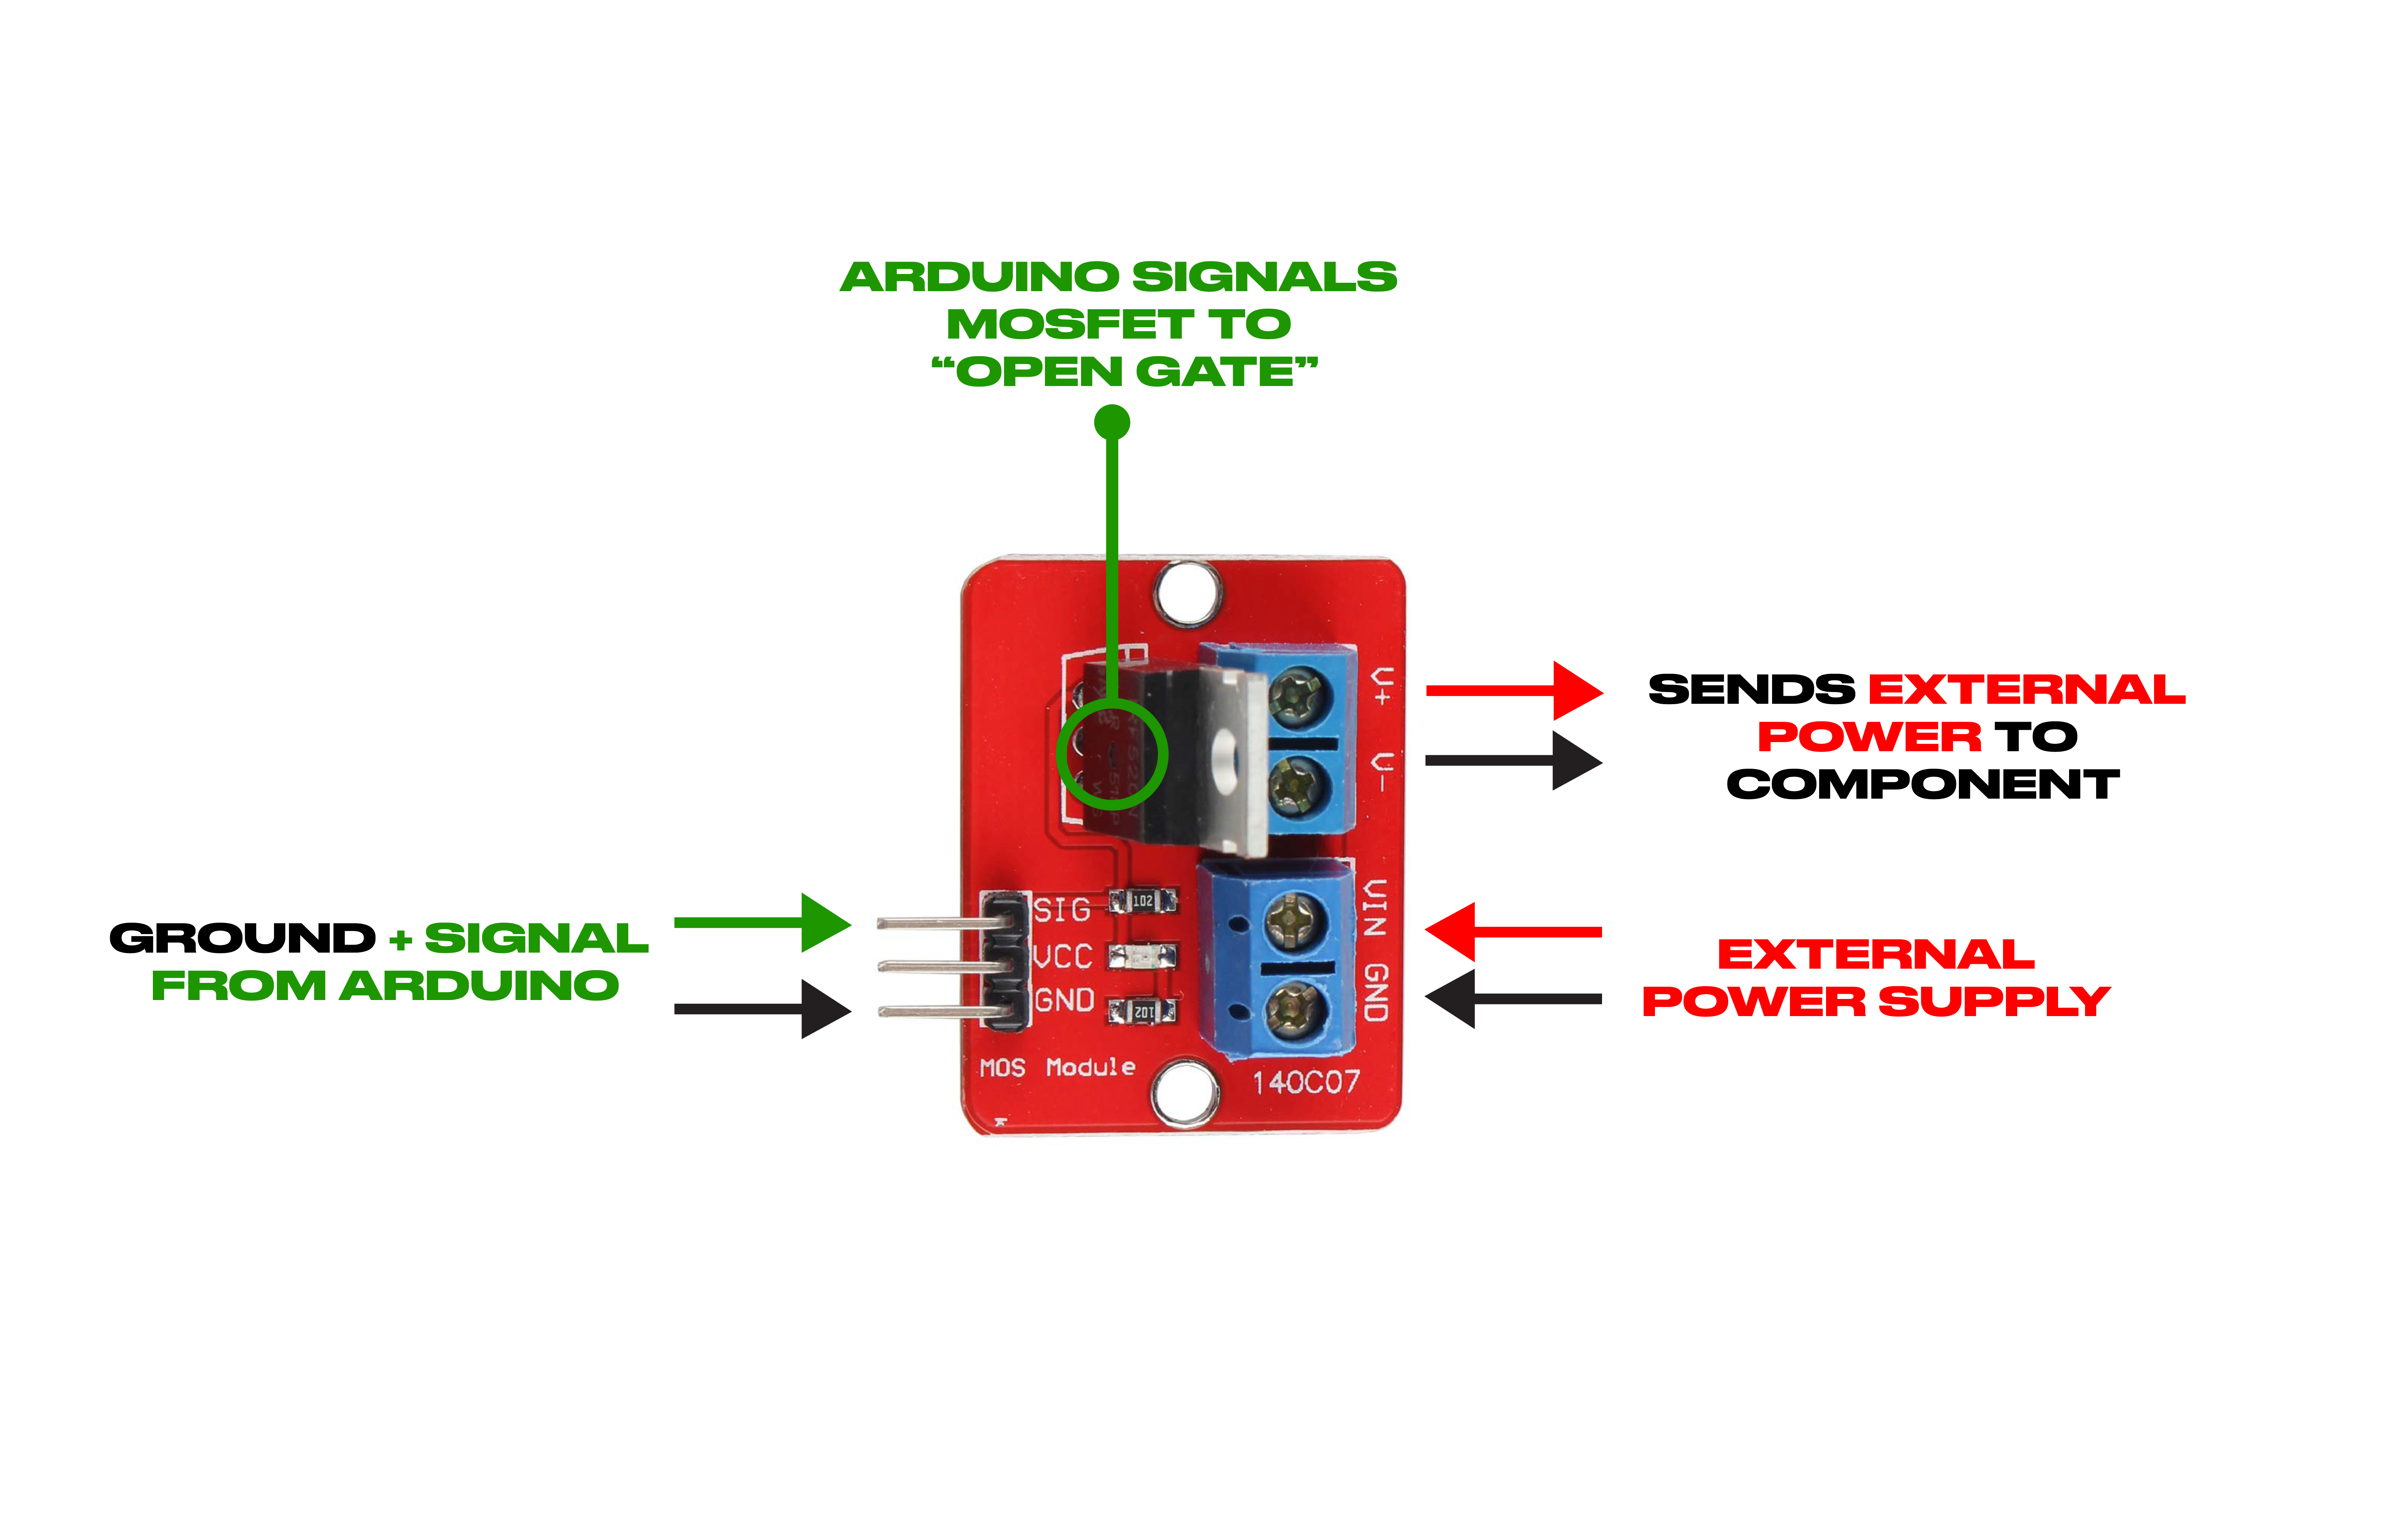 ARDUINO SIGNALS
MOSFET TO
“OPEN GATE”
V+
V-
SENDS EXTERNAL
POWER TO
COMPONENT
GROUND + SIGNAL
FROM ARDUINO
SIG
VCC
GND
102
102
VIN
GND
EXTERNAL
POWER SUPPLY
MOS Module
140C07